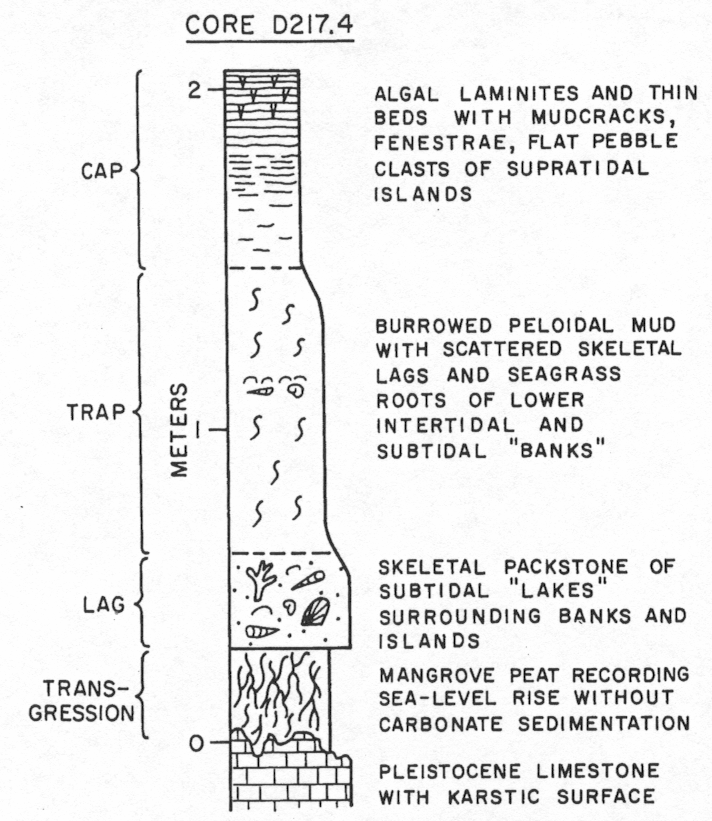 CORE D217.4
2
1
0
METERS
CAP
TRAP
LAG
TRANS-
GRESSION
ALGAL LAMINITES AND THIN
BEDS WITH MUDCRACKS,
FENESTRAE, FLAT PEBBLE
CLASTS OF SUPRATIDAL
ISLANDS
BURROWED PELOIDAL MUD
WITH SCATTERED SKELETAL
LAGS AND SEAGRASS
ROOTS OF LOWER
INTERTIDAL AND
SUBTIDAL "BANKS"
SKELETAL PACKSTONE OF
SUBTIDAL "LAKES"
SURROUNDING BANKS AND
ISLANDS
MANGROVE PEAT RECORDING
SEA-LEVEL RISE WITHOUT
CARBONATE SEDIMENTATION
PLEISTOCENE LIMESTONE
WITH KARSTIC SURFACE